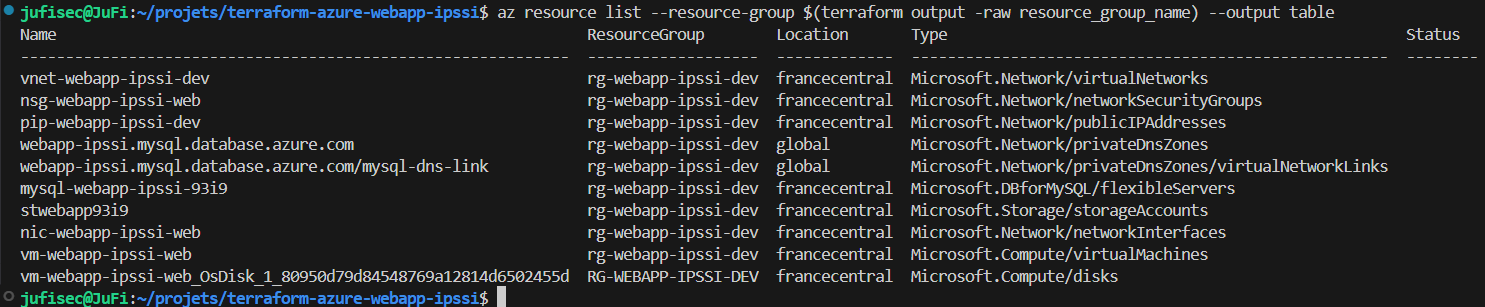 jufisec@JuFi:~/projets/terraform-azure-webapp-ipssi$ az resource list --resource-group $(terraform output -raw resource_group_name) --output table
Name ResourceGroup Location Type Status
--------------------------------------------------------- ------------------ ------------- ------------------------------------------------- --------
vnet-webapp-ipssi-dev rg-webapp-ipssi-dev francecentral Microsoft.Network/virtualNetworks
nsg-webapp-ipssi-web rg-webapp-ipssi-dev francecentral Microsoft.Network/networkSecurityGroups
pip-webapp-ipssi-dev rg-webapp-ipssi-dev francecentral Microsoft.Network/publicIPAddresses
webapp-ipssi.mysql.database.azure.com rg-webapp-ipssi-dev global Microsoft.Network/privateDnsZones
webapp-ipssi.mysql.database.azure.com/mysql-dns-link rg-webapp-ipssi-dev global Microsoft.Network/privateDnsZones/virtualNetworkLinks
mysql-webapp-ipssi-93i9 rg-webapp-ipssi-dev francecentral Microsoft.DBforMySQL/flexibleServers
stwebapp93i9 rg-webapp-ipssi-dev francecentral Microsoft.Storage/storageAccounts
nic-webapp-ipssi-web rg-webapp-ipssi-dev francecentral Microsoft.Network/networkInterfaces
vm-webapp-ipssi-web rg-webapp-ipssi-dev francecentral Microsoft.Compute/virtualMachines
vm-webapp-ipssi-web_OsDisk_1_80950d79d84548769a12814d6502455d RG-WEBAPP-IPSSI-DEV francecentral Microsoft.Compute/disks
jufisec@JuFi:~/projets/terraform-azure-webapp-ipssi$